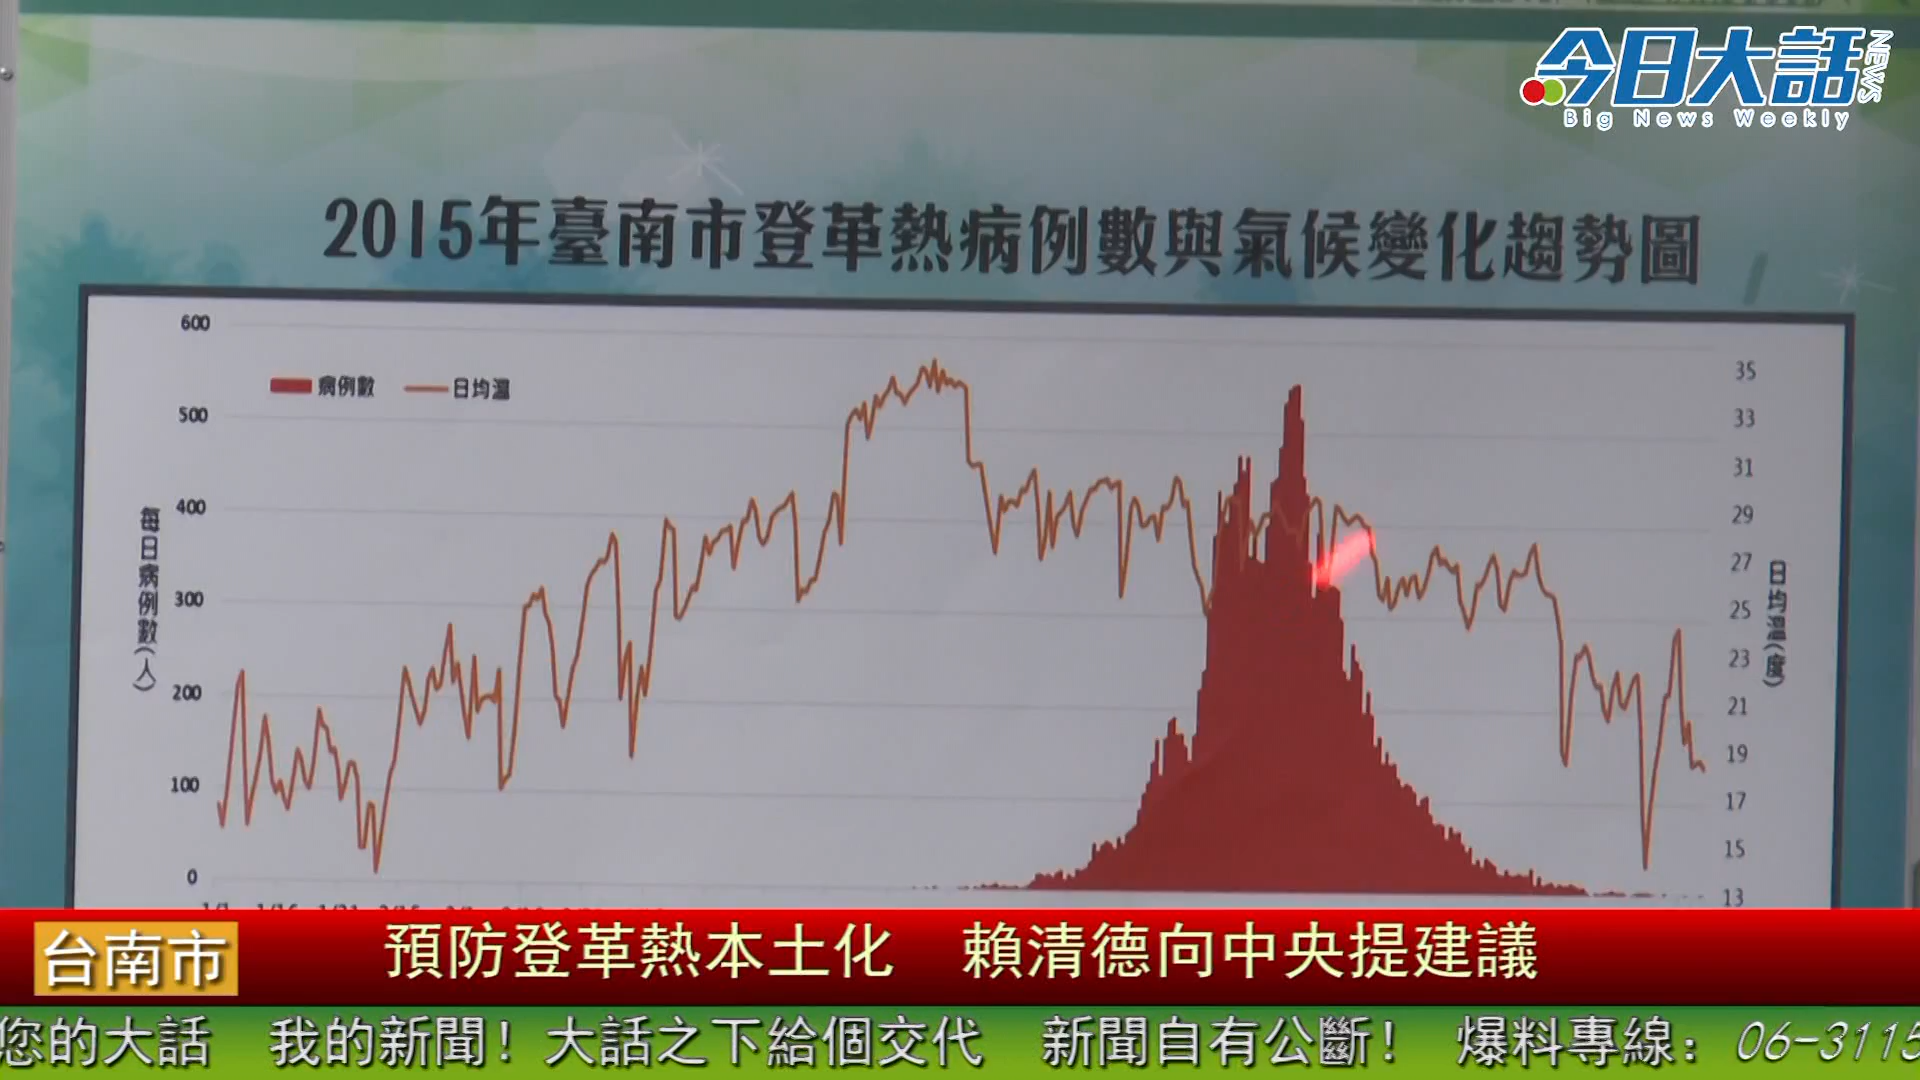 今日大話 NEWS
Big News Weekly
2015年臺南市登革熱病例數與氣候變化趨勢圖
600
500
400
300
200
100
0
病例數 日均溫
每日病例數(人)
35
33
31
29
27
25
23
21
19
17
15
13
日均溫(度)
台南市 預防登革熱本土化 賴清德向中央提建議
您的大話 我的新聞! 大話之下給個交代 新聞自有公斷! 爆料專線: 06-3115